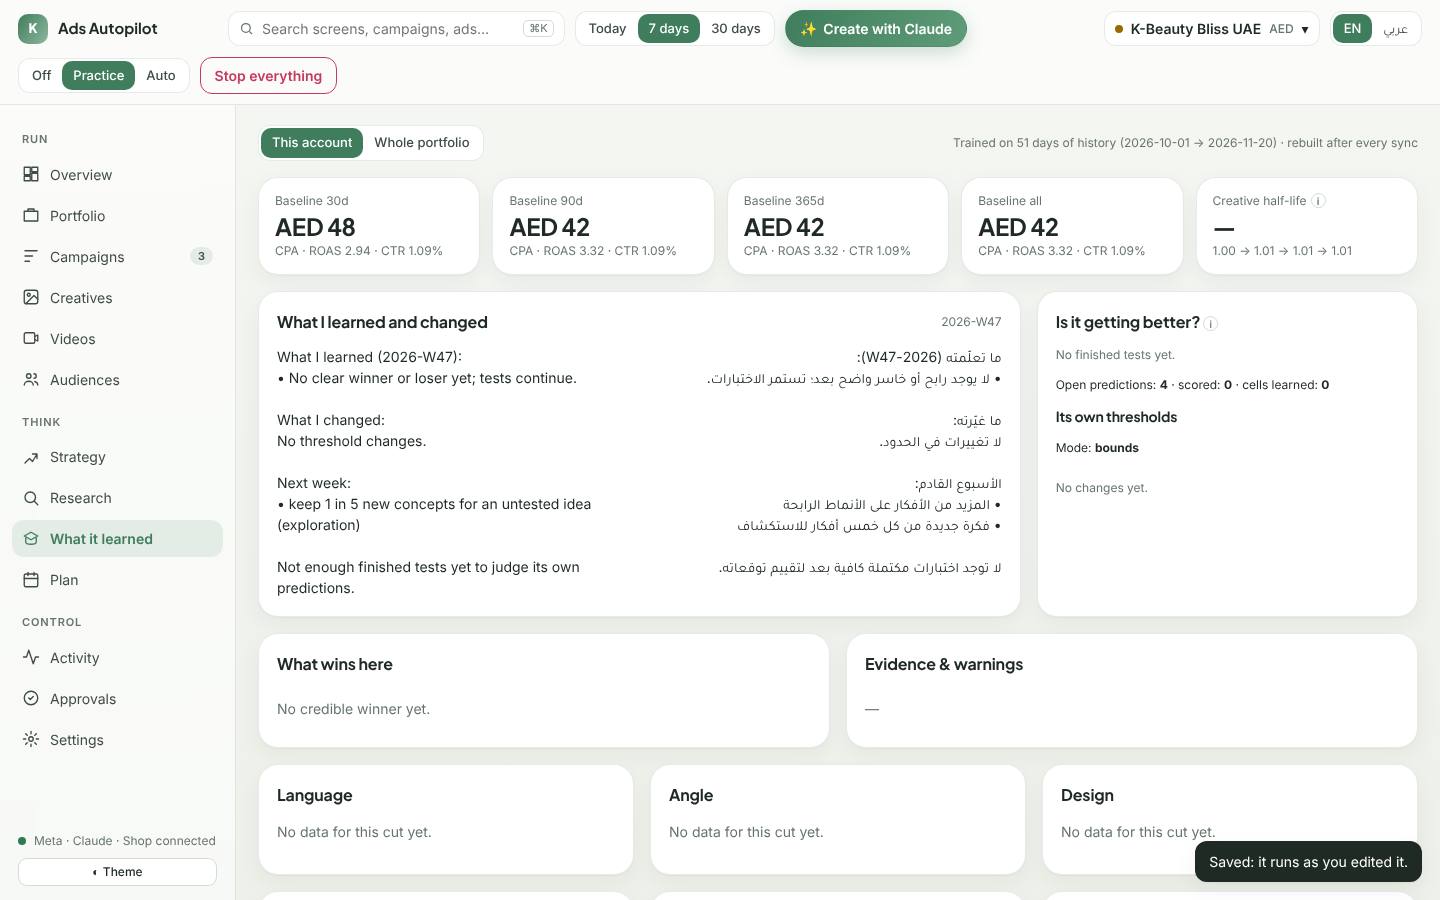 K
Ads Autopilot
Search screens, campaigns, ads...
⌘K
Today
7 days
30 days
✨ Create with Claude
K-Beauty Bliss UAE AED ▾
EN
عربي
Off
Practice
Auto
Stop everything
RUN
Overview
Portfolio
Campaigns
3
Creatives
Videos
Audiences
THINK
Strategy
Research
What it learned
Plan
CONTROL
Activity
Approvals
Settings
Meta · Claude · Shop connected
Theme
This account
Whole portfolio
Trained on 51 days of history (2026-10-01 → 2026-11-20) · rebuilt after every sync
Baseline 30d
AED 48
CPA · ROAS 2.94 · CTR 1.09%
Baseline 90d
AED 42
CPA · ROAS 3.32 · CTR 1.09%
Baseline 365d
AED 42
CPA · ROAS 3.32 · CTR 1.09%
Baseline all
AED 42
CPA · ROAS 3.32 · CTR 1.09%
Creative half-life i
—
1.00 → 1.01 → 1.01 → 1.01
What I learned and changed
2026-W47
What I learned (2026-W47):
• No clear winner or loser yet; tests continue.
What I changed:
No threshold changes.
Next week:
• keep 1 in 5 new concepts for an untested idea
(exploration)
Not enough finished tests yet to judge its own
predictions.
ما تعلّمته (2026-W47):
• لا يوجد رابح أو خاسر واضح بعد؛ تستمر الاختبارات.
ما غيّرته:
لا تغييرات في الحدود.
الأسبوع القادم:
• المزيد من الأفكار على الأنماط الرابحة
• فكرة جديدة من كل خمس أفكار للاستكشاف
لا توجد اختبارات مكتملة كافية بعد لتقييم توقعاته.
Is it getting better? i
No finished tests yet.
Open predictions: 4 · scored: 0 · cells learned: 0
Its own thresholds
Mode: bounds
No changes yet.
What wins here
No credible winner yet.
Evidence & warnings
—
Language
No data for this cut yet.
Angle
No data for this cut yet.
Design
No data for this cut yet.
Saved: it runs as you edited it.